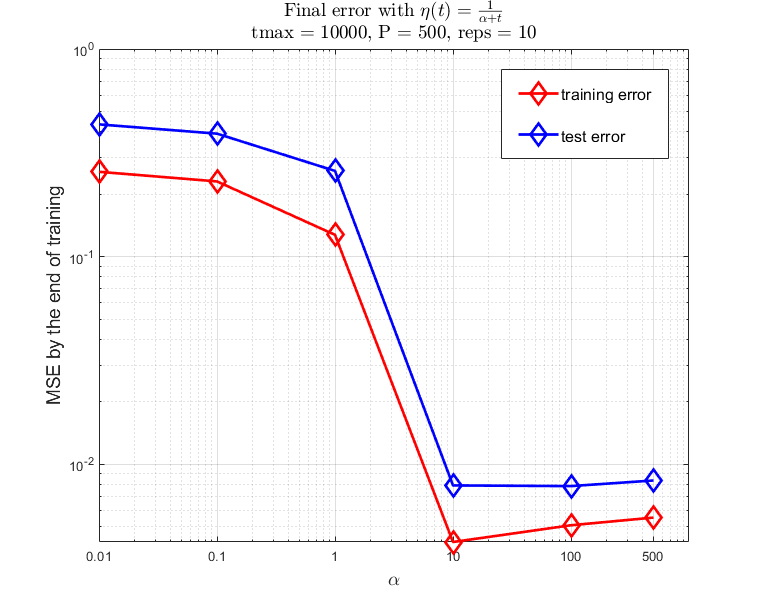 Final error with η(t) = 1/(α+t)
tmax = 10000, P = 500, reps = 10
training error
test error
MSE by the end of training
10^0
10^-1
10^-2
0.01 0.1 1 10 100 500
α